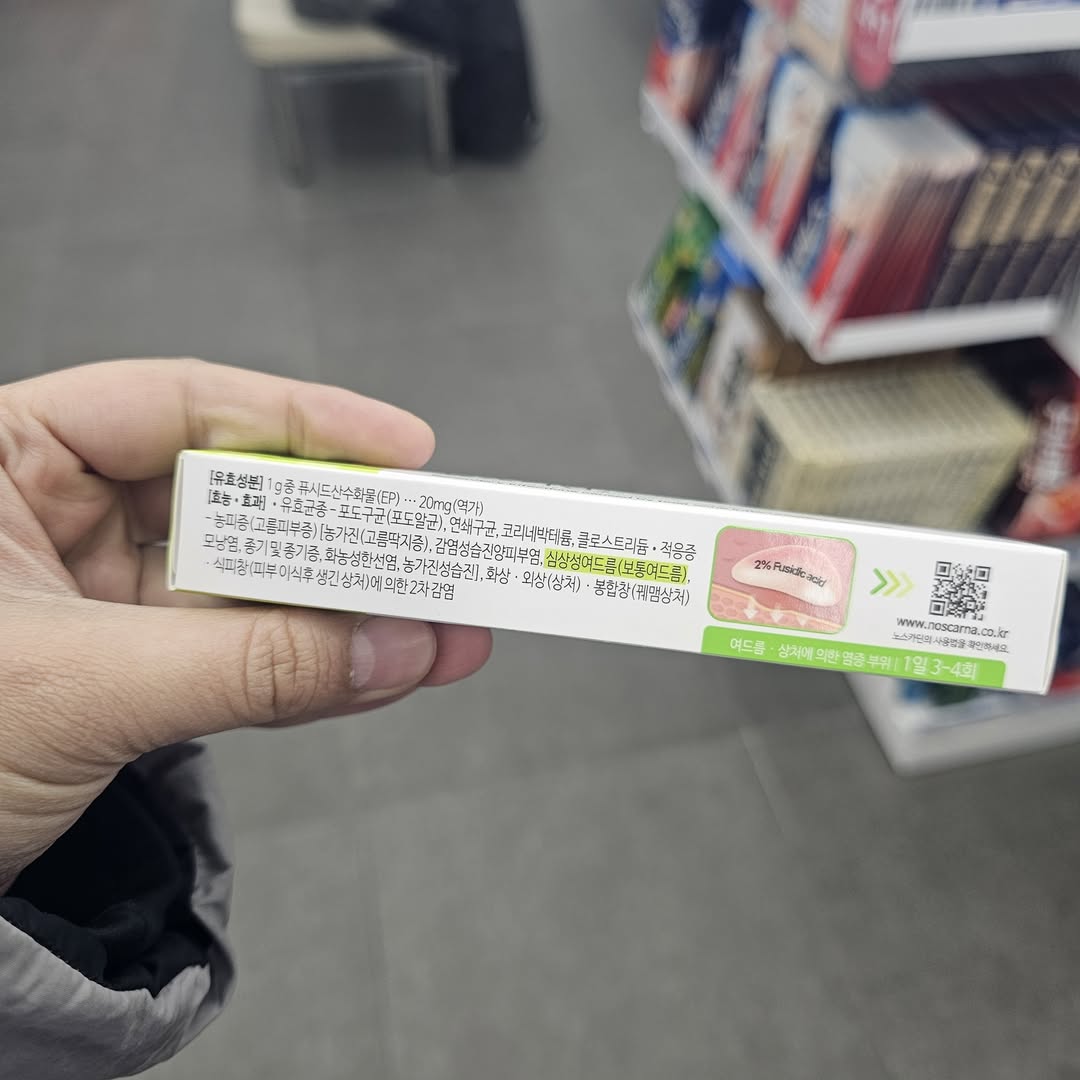 [유효성분] 1g 중 퓨시드산수화물(EP) ··· 20mg(역가)
[효능·효과] · 유효균종 - 포도구균(포도알균), 연쇄구균, 코리네박테륨, 클로스트리듐 · 적응증
- 농피증(고름피부증) [농가진(고름딱지증), 감염성습진양피부염, 심상성여드름(보통여드름),
모낭염, 종기 및 종기증, 화농성한선염, 농가진성습진], 화상 · 외상(상처) · 봉합창(꿰맴상처)
· 식피창(피부 이식후 생긴 상처)에 의한 2차 감염
2% Fusidic acid
www.noscarna.co.kr
노스카딘의 사용법을 확인하세요.
여드름 · 상처에 의한 염증 부위 | 1일 3-4회